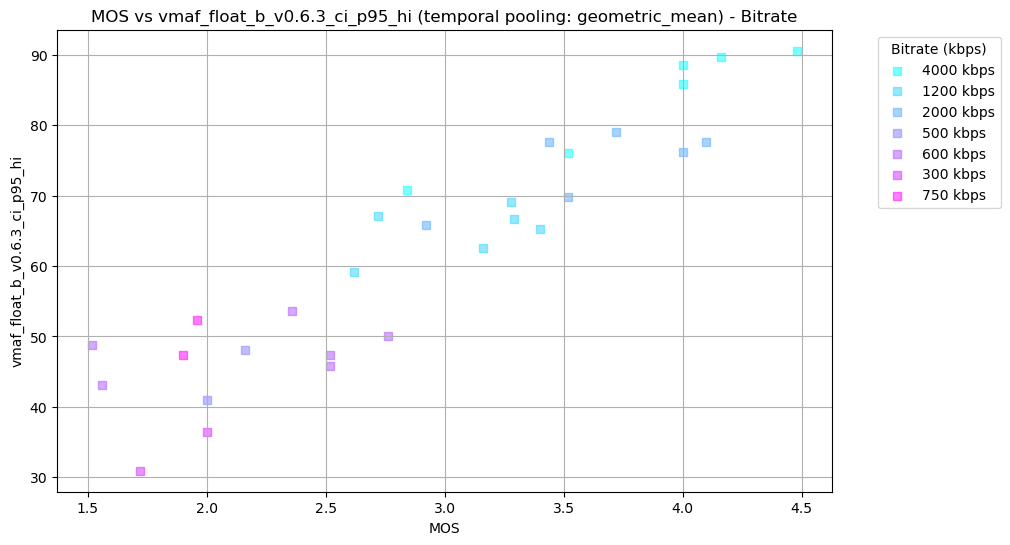 MOS vs vmaf_float_b_v0.6.3_ci_p95_hi (temporal pooling: geometric_mean) - Bitrate
vmaf_float_b_v0.6.3_ci_p95_hi
90
80
70
60
50
40
30
1.5 2.0 2.5 3.0 3.5 4.0 4.5
MOS
Bitrate (kbps)
4000 kbps
1200 kbps
2000 kbps
500 kbps
600 kbps
300 kbps
750 kbps